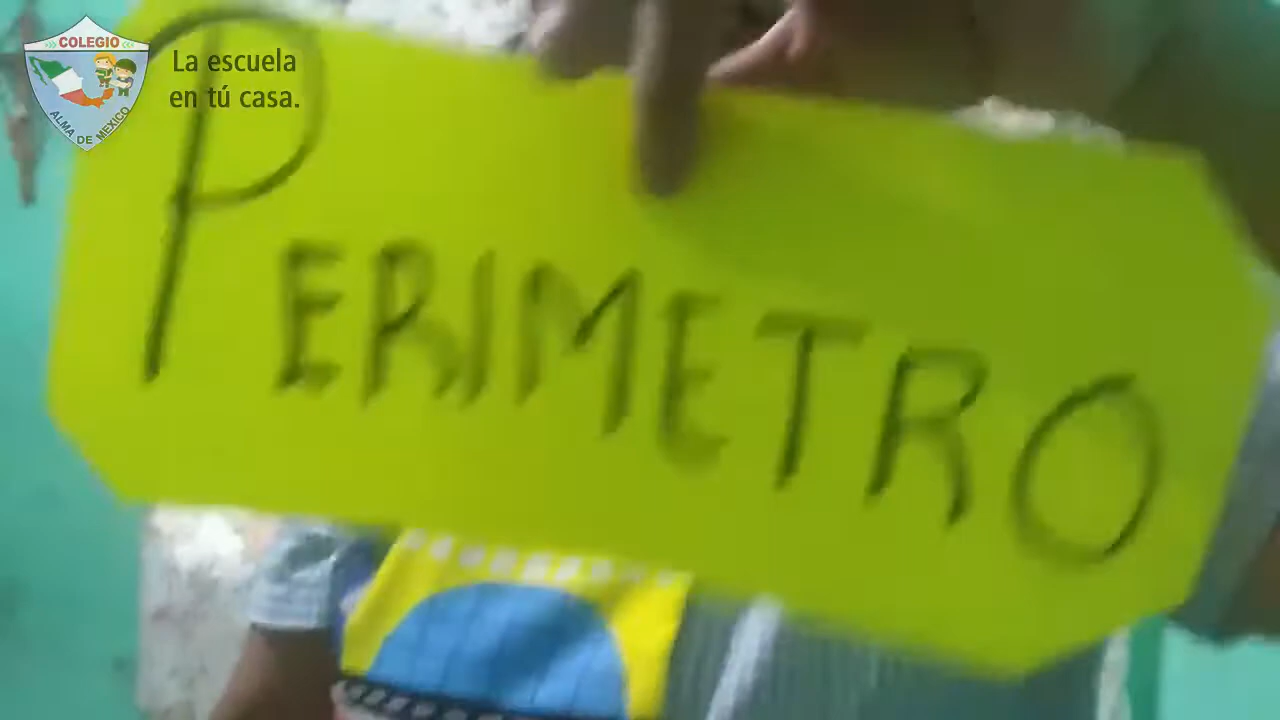 COLEGIO
ALMA DE MEXICO
La escuela
en tú casa.
PERIMETRO